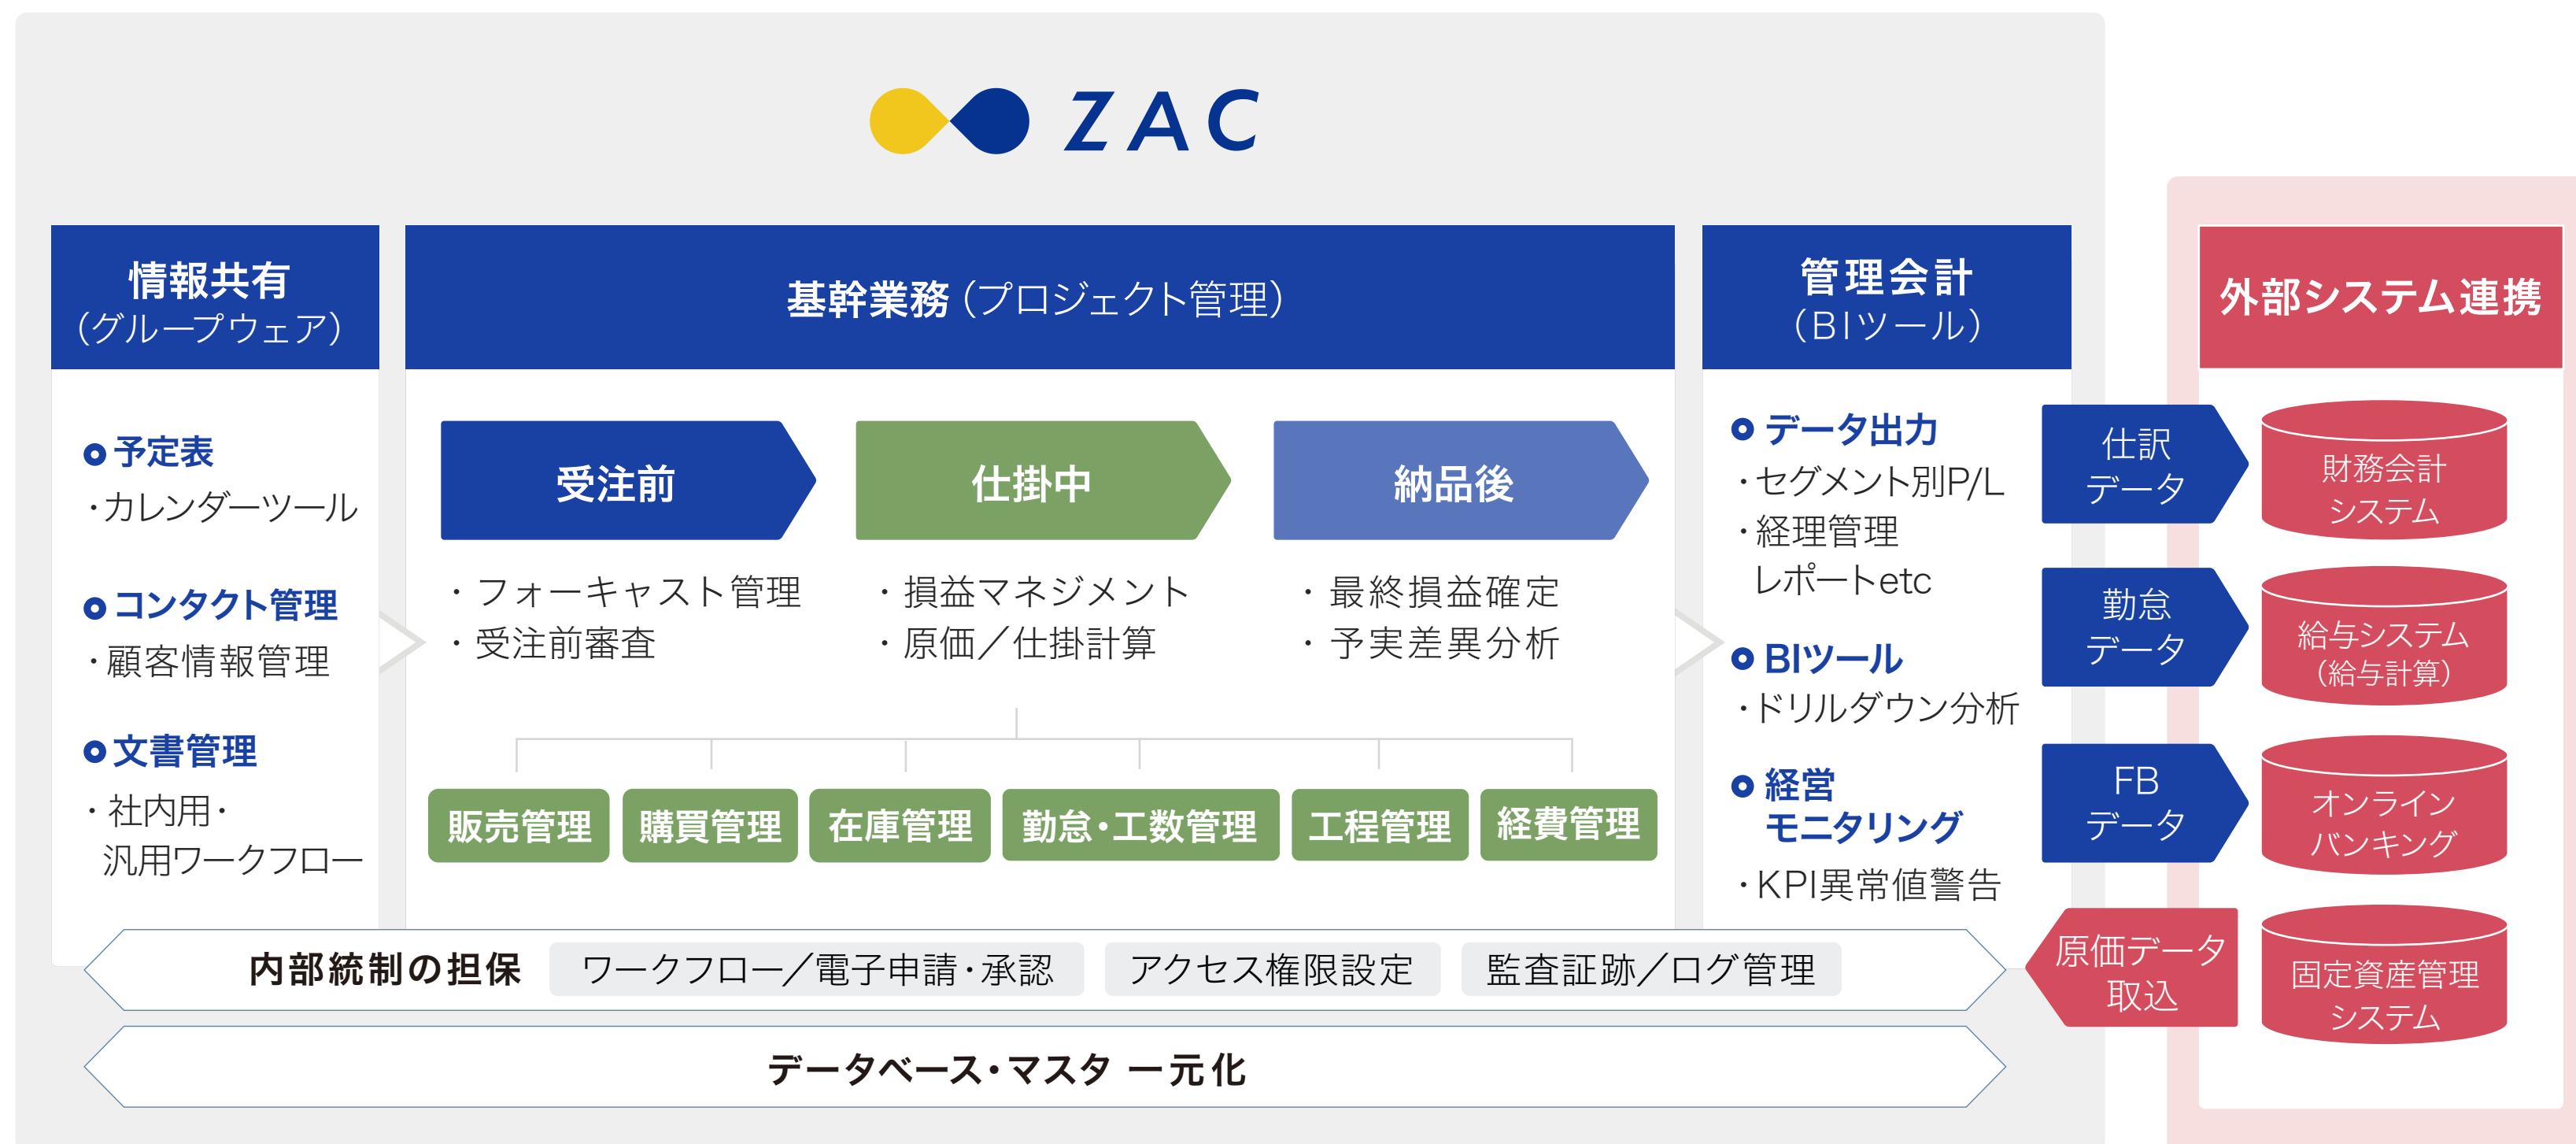 ZAC
情報共有
（グループウェア）
予定表
・カレンダーツール
コンタクト管理
・顧客情報管理
文書管理
・社内用・
汎用ワークフロー
基幹業務（プロジェクト管理）
受注前
・フォーキャスト管理
・受注前審査
仕掛中
・損益マネジメント
・原価／仕掛計算
納品後
・最終損益確定
・予実差異分析
販売管理
購買管理
在庫管理
勤怠・工数管理
工程管理
経費管理
管理会計
（BIツール）
データ出力
・セグメント別P/L
・経理管理
レポートetc
BIツール
・ドリルダウン分析
経営
モニタリング
・KPI異常値警告
外部システム連携
仕訳
データ
財務会計
システム
勤怠
データ
給与システム
（給与計算）
FB
データ
オンライン
バンキング
原価データ
取込
固定資産管理
システム
内部統制の担保 ワークフロー／電子申請・承認 アクセス権限設定 監査証跡／ログ管理
データベース・マスタ 一元化